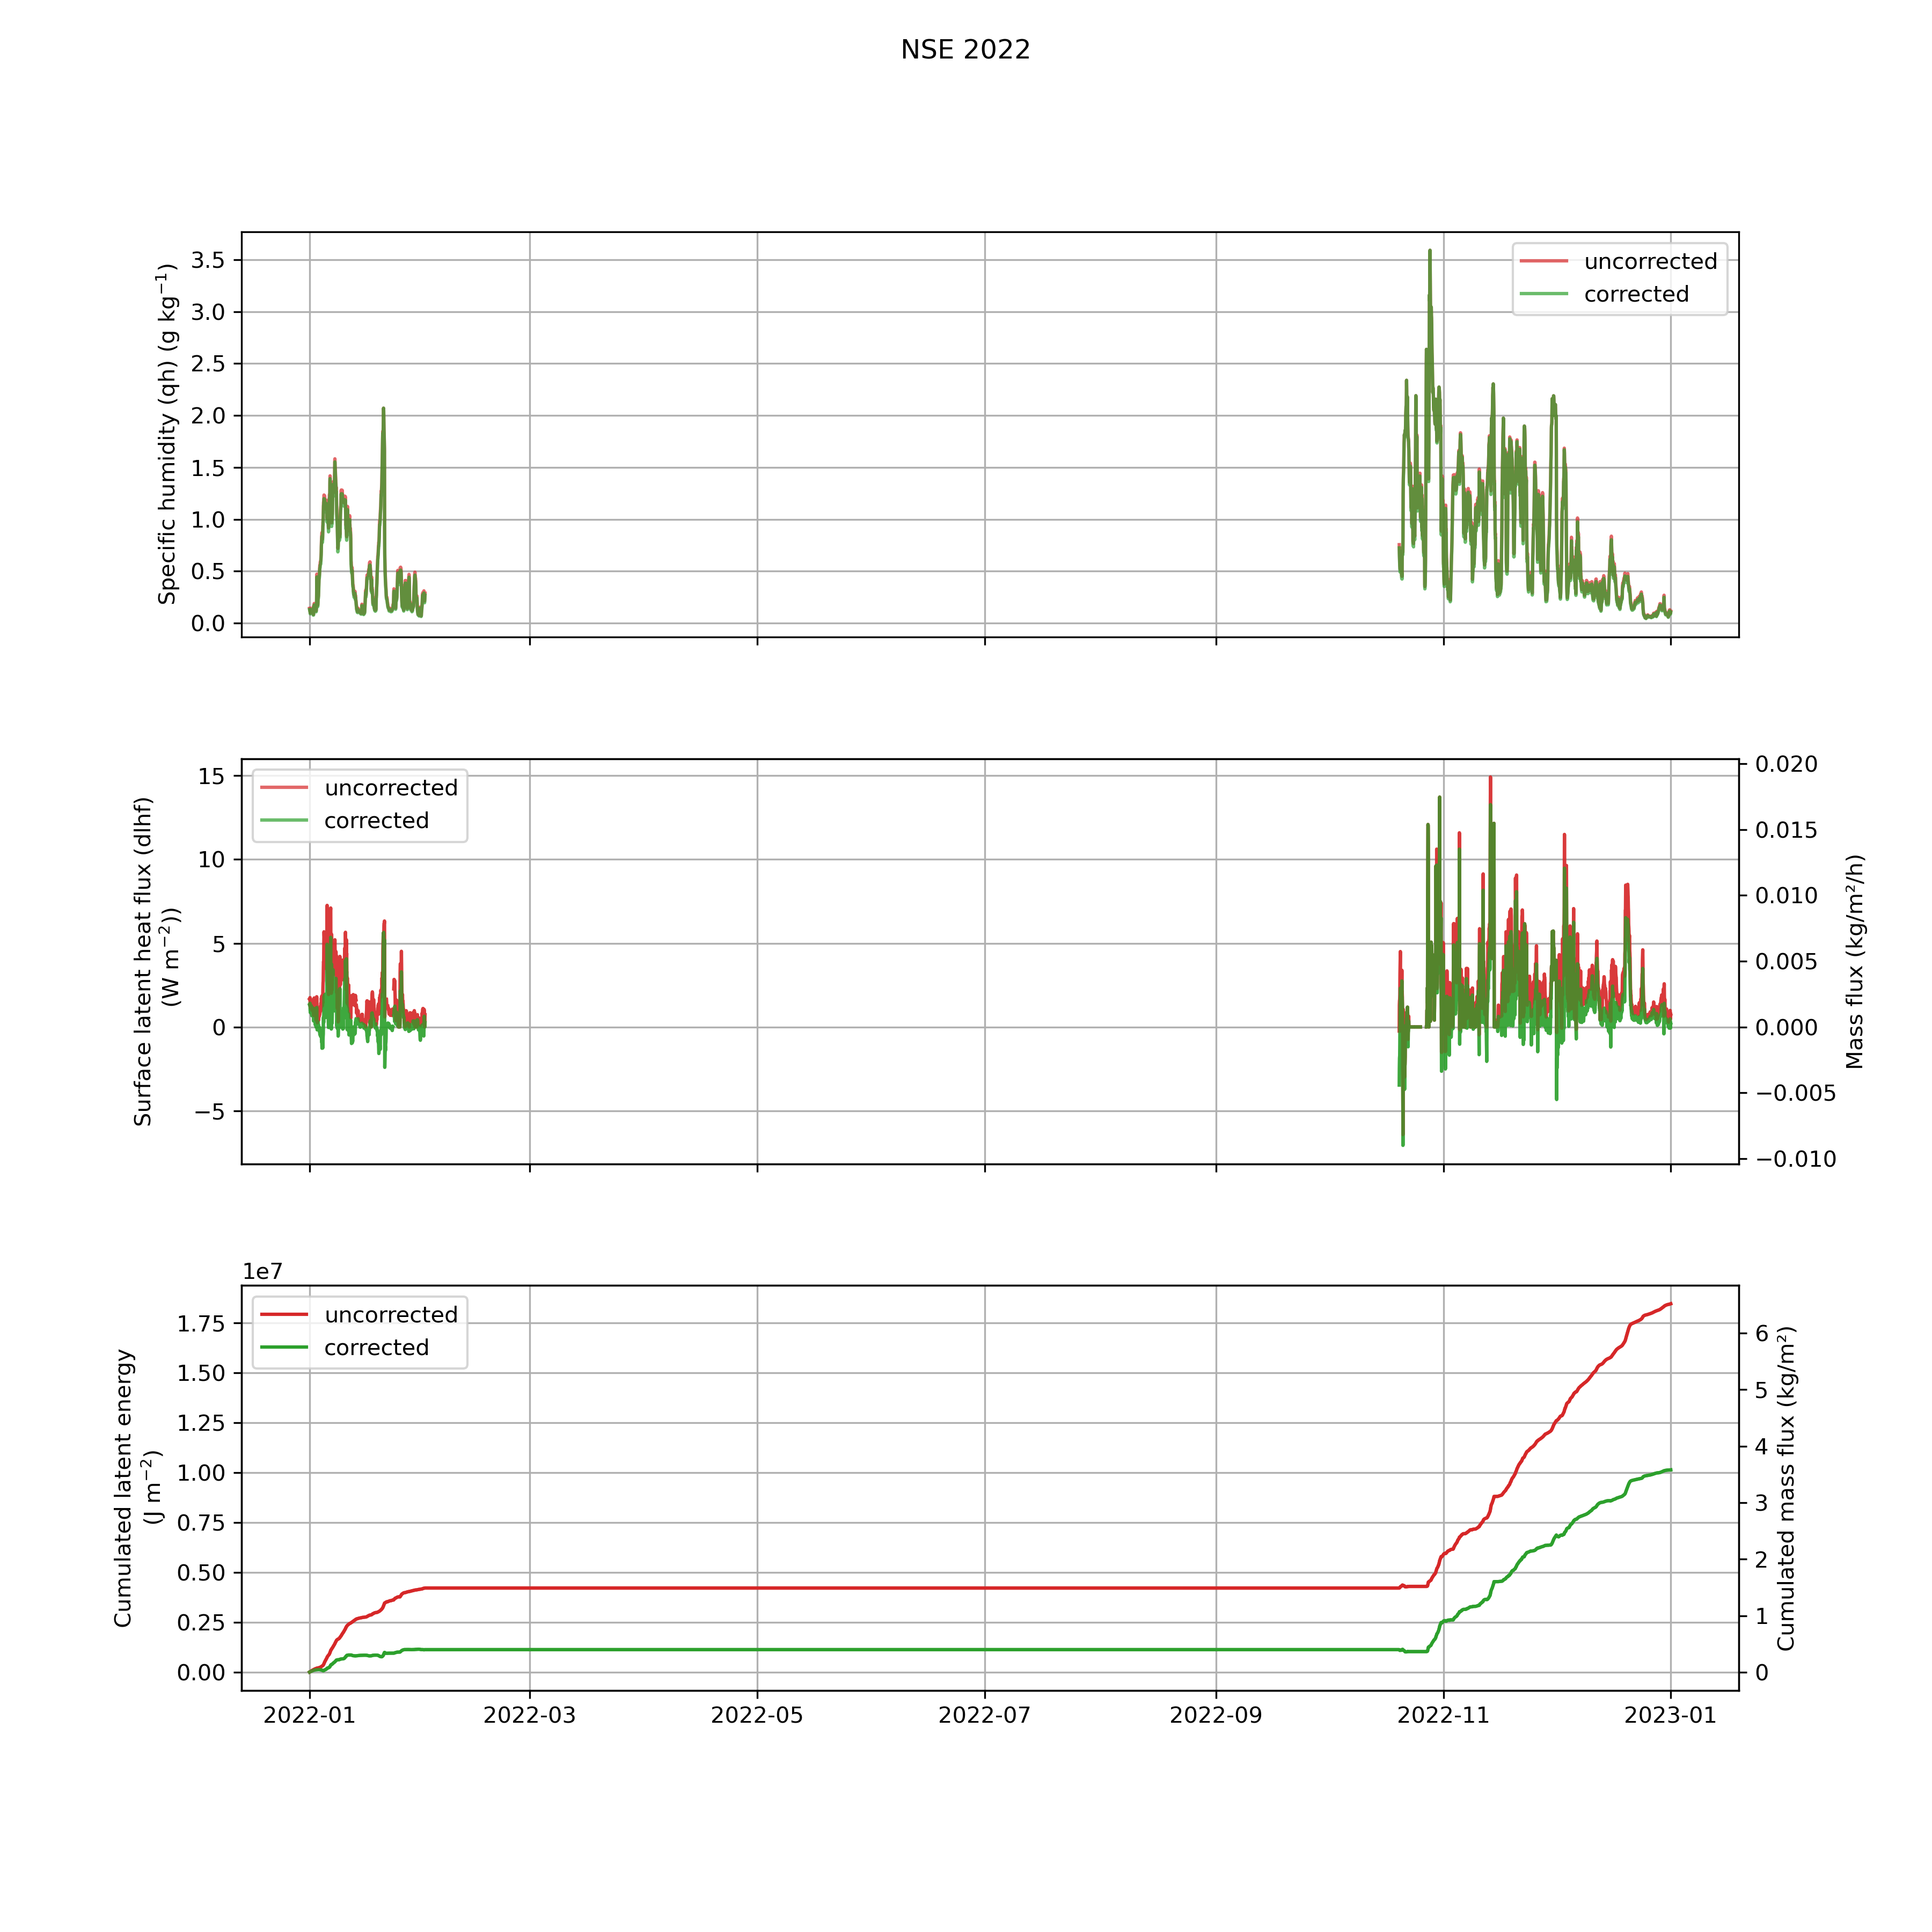 NSE 2022
Specific humidity (qh) (g kg⁻¹)
3.5
3.0
2.5
2.0
1.5
1.0
0.5
0.0
uncorrected
corrected
Surface latent heat flux (dlhf)
(W m⁻²))
15
10
5
0
−5
uncorrected
corrected
0.020
0.015
0.010
0.005
0.000
−0.005
−0.010
Mass flux (kg/m²/h)
1e7
Cumulated latent energy
(J m⁻²)
1.75
1.50
1.25
1.00
0.75
0.50
0.25
0.00
uncorrected
corrected
6
5
4
3
2
1
0
Cumulated mass flux (kg/m²)
2022-01 2022-03 2022-05 2022-07 2022-09 2022-11 2023-01